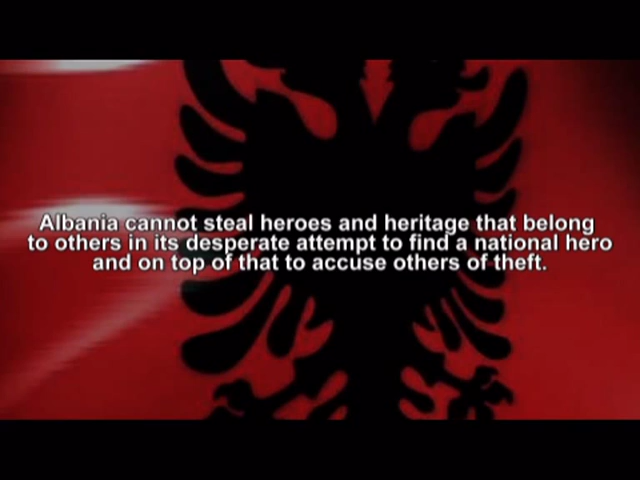 Albania cannot steal heroes and heritage that belong
to others in its desperate attempt to find a national hero
and on top of that to accuse others of theft.